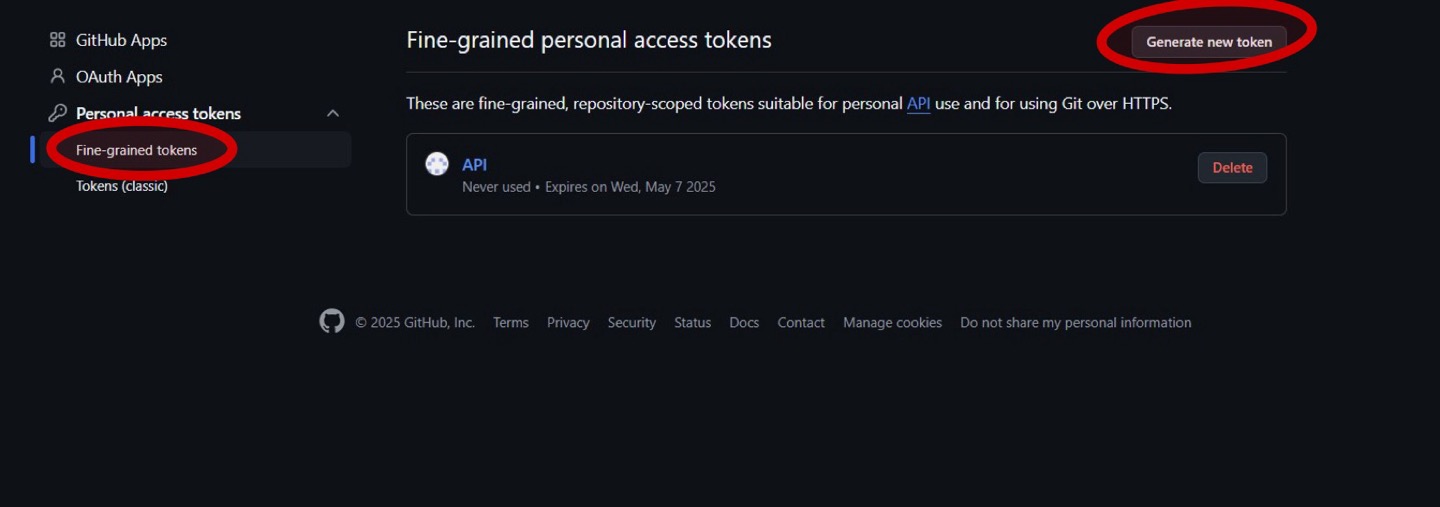 GitHub Apps
OAuth Apps
Personal access tokens
Fine-grained tokens
Tokens (classic)
Fine-grained personal access tokens
Generate new token
These are fine-grained, repository-scoped tokens suitable for personal API use and for using Git over HTTPS.
API
Never used • Expires on Wed, May 7 2025
Delete
© 2025 GitHub, Inc. Terms Privacy Security Status Docs Contact Manage cookies Do not share my personal information